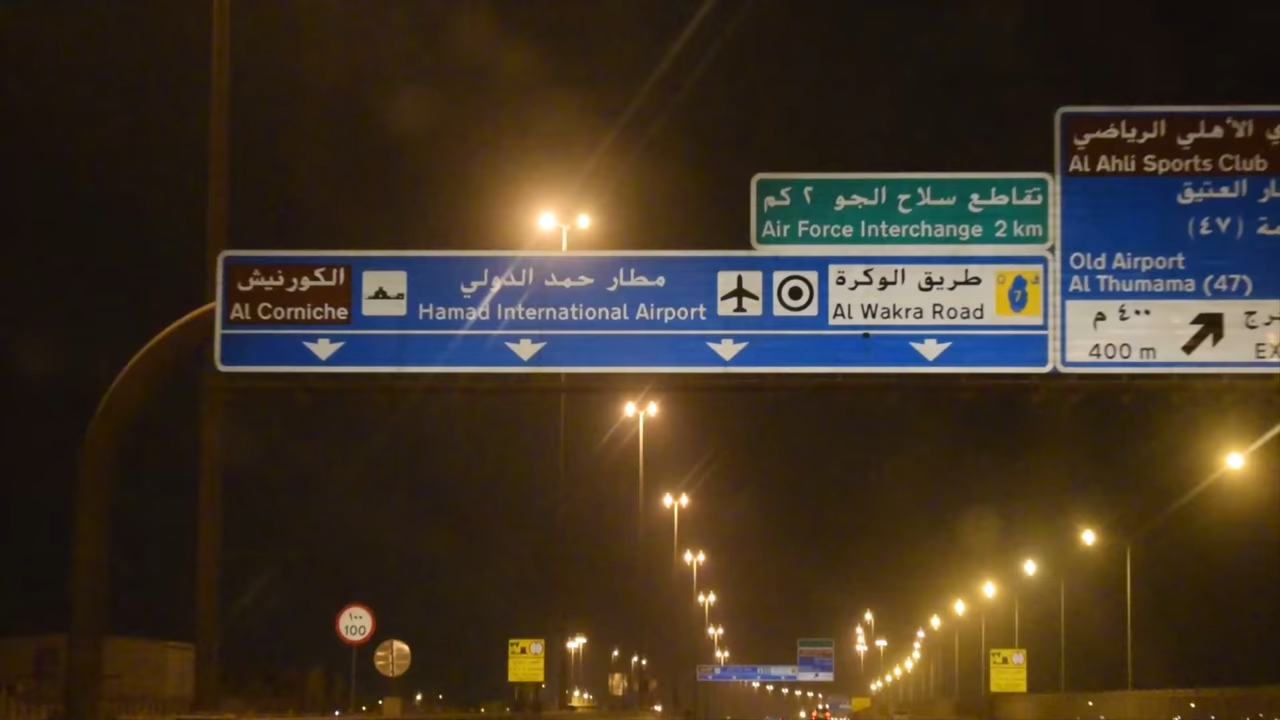 الكورنيش
Al Corniche
مطار حمد الدولي
Hamad International Airport
طريق الوكرة
Al Wakra Road
7
تقاطع سلاح الجو ٢ كم
Air Force Interchange 2 km
الأهلي الرياضي
Al Ahli Sports Club
العتيق
(٤٧)
Old Airport
Al Thumama (47)
٤٠٠ م
400 m
١٠٠
100